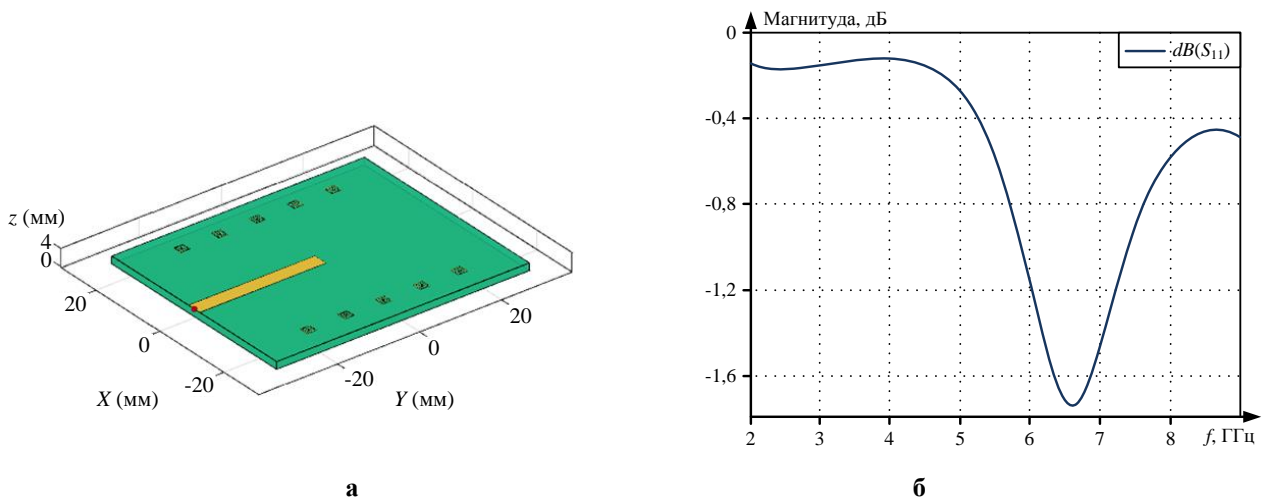 z (мм)
4
0
20
0
-20
X (мм)
-20
0
20
Y (мм)
а
Магнитуда, дБ
dB(S11)
0
-0,4
-0,8
-1,2
-1,6
2 3 4 5 6 7 8 f, ГГц
б